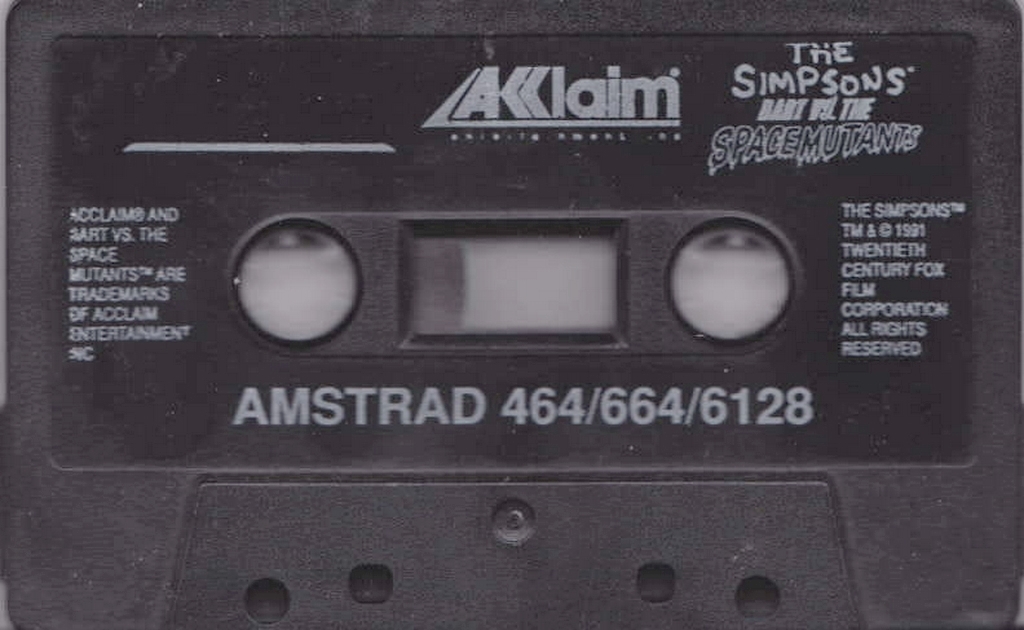 AKKlaim
entertainment, inc.
THE
SIMPSONS
BART VS. THE
SPACE MUTANTS
ACCLAIM® AND
BART VS. THE
SPACE
MUTANTS™ ARE
TRADEMARKS
OF ACCLAIM
ENTERTAINMENT
INC
THE SIMPSONS™
TM & © 1991
TWENTIETH
CENTURY FOX
FILM
CORPORATION
ALL RIGHTS
RESERVED
AMSTRAD 464/664/6128